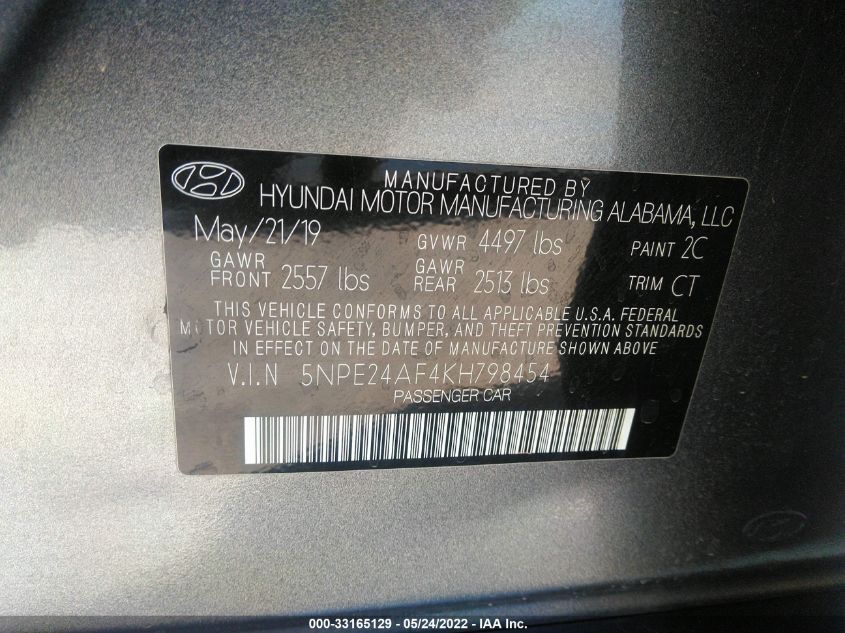 MANUFACTURED BY
HYUNDAI MOTOR MANUFACTURING ALABAMA, LLC
May/21/19 GVWR 4497 lbs PAINT 2C
GAWR FRONT 2557 lbs GAWR REAR 2513 lbs TRIM CT
THIS VEHICLE CONFORMS TO ALL APPLICABLE U.S.A. FEDERAL
MOTOR VEHICLE SAFETY, BUMPER, AND THEFT PREVENTION STANDARDS
IN EFFECT ON THE DATE OF MANUFACTURE SHOWN ABOVE
V.I.N 5NPE24AF4KH798454
PASSENGER CAR
000-33165129 - 05/24/2022 - IAA Inc.